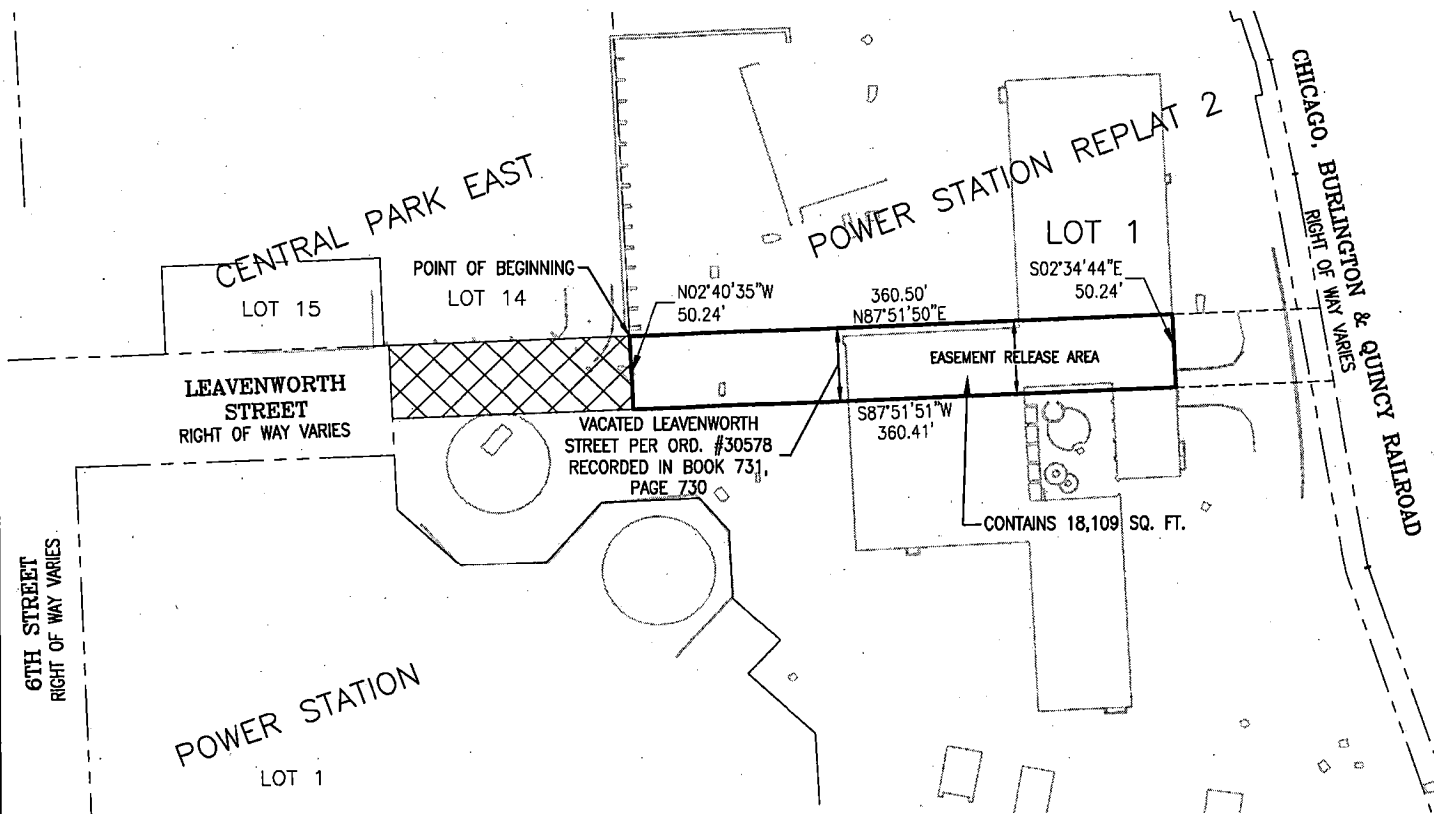 CENTRAL PARK EAST
POWER STATION REPLAT 2
LOT 1
CHICAGO, BURLINGTON & QUINCY RAILROAD
RIGHT OF WAY VARIES
POINT OF BEGINNING
LOT 14
LOT 15
N02°40'35"W
50.24'
360.50'
N87°51'50"E
S02°34'44"E
50.24'
EASEMENT RELEASE AREA
LEAVENWORTH
STREET
RIGHT OF WAY VARIES
VACATED LEAVENWORTH
STREET PER ORD. #30578
RECORDED IN BOOK 731,
PAGE 730
S87°51'51"W
360.41'
CONTAINS 18,109 SQ. FT.
6TH STREET
RIGHT OF WAY VARIES
POWER STATION
LOT 1